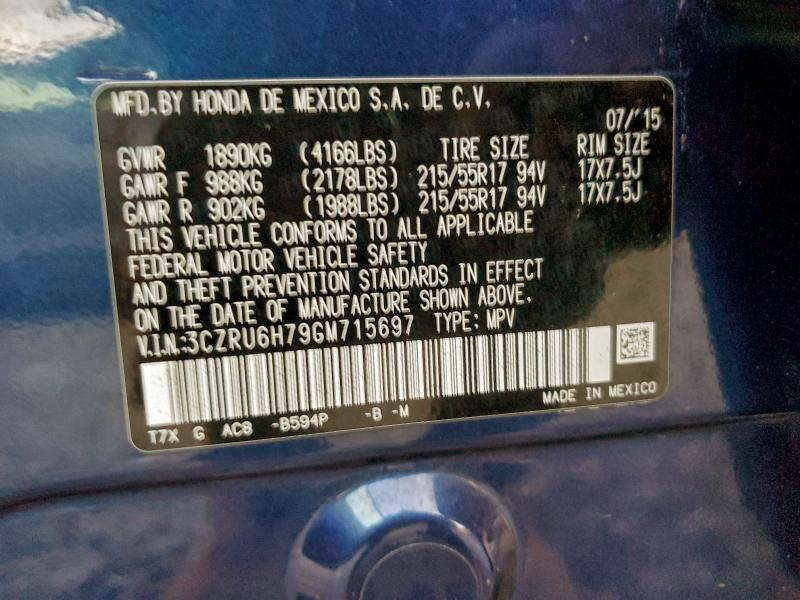 MFD. BY HONDA DE MEXICO S.A. DE C.V.
07/'15
GVWR 1890KG (4166LBS) TIRE SIZE RIM SIZE
GAWR F 988KG (2178LBS) 215/55R17 94V 17X7.5J
GAWR R 902KG (1988LBS) 215/55R17 94V 17X7.5J
THIS VEHICLE CONFORMS TO ALL APPLICABLE
FEDERAL MOTOR VEHICLE SAFETY
AND THEFT PREVENTION STANDARDS IN EFFECT
ON THE DATE OF MANUFACTURE SHOWN ABOVE.
V.I.N.:3CZRU6H79GM715697 TYPE: MPV
MADE IN MEXICO
T7X G AC8 -B594P -B -M